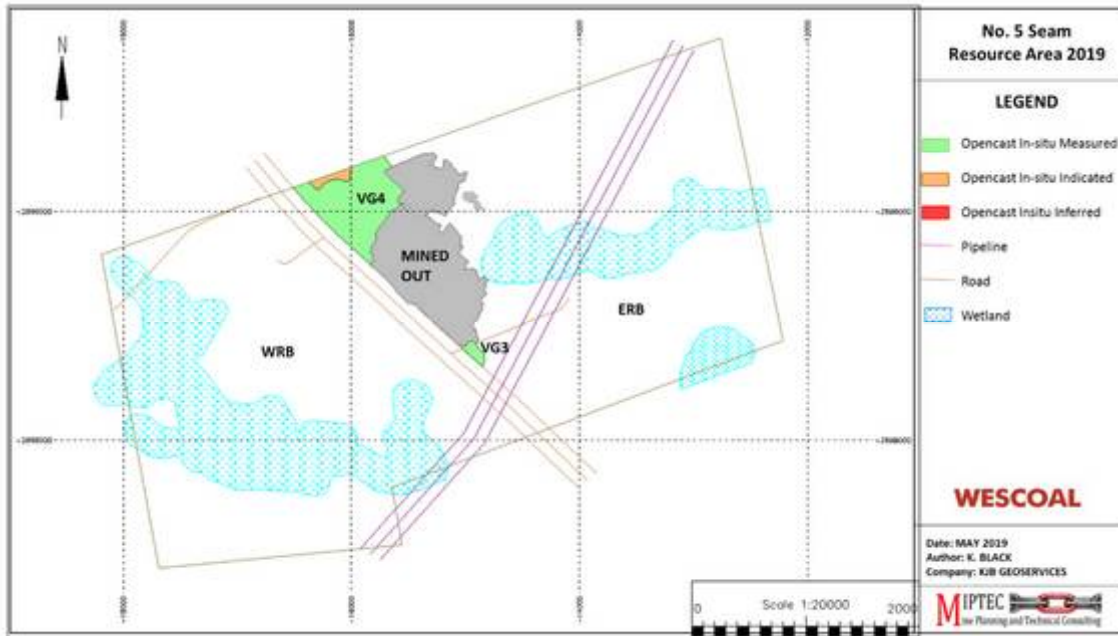 No. 5 Seam
Resource Area 2019
N
LEGEND
Opencast In-situ Measured
Opencast In-situ Indicated
Opencast Insitu Inferred
Pipeline
Road
Wetland
VG4
MINED
OUT
ERB
WRB
VG3
WESCOAL
Date: MAY 2019
Author: K. BLACK
Company: KJB GEOSERVICES
0 Scale 1:20000 2000
MIPTEC
ine Planning and Technical Consulting